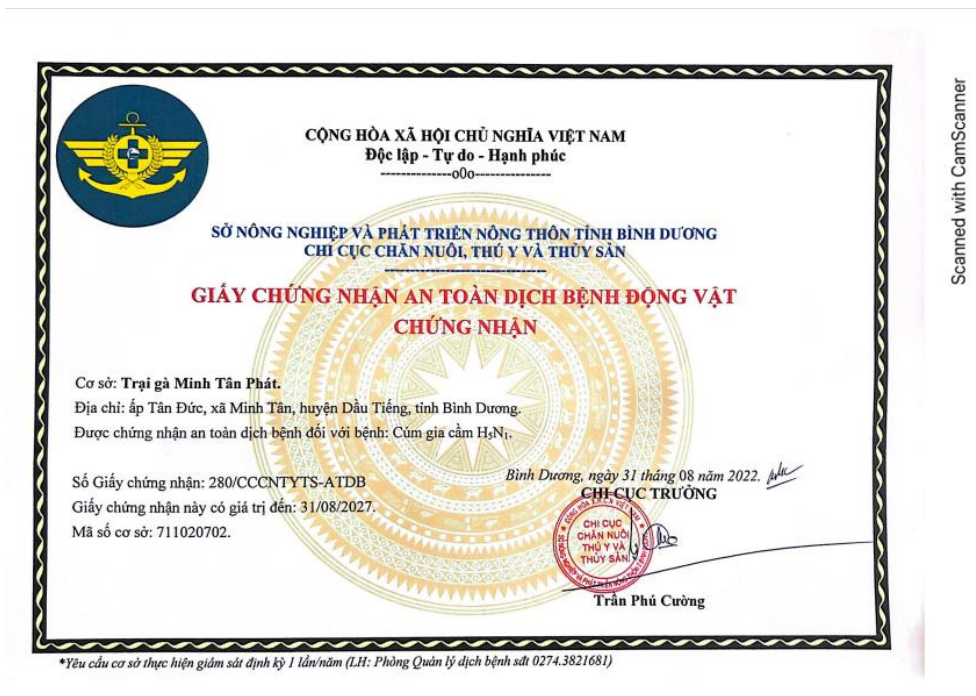 CỘNG HÒA XÃ HỘI CHỦ NGHĨA VIỆT NAM
Độc lập - Tự do - Hạnh phúc
--------------o0o---------------
SỞ NÔNG NGHIỆP VÀ PHÁT TRIỂN NÔNG THÔN TỈNH BÌNH DƯƠNG
CHI CỤC CHĂN NUÔI, THÚ Y VÀ THỦY SẢN
GIẤY CHỨNG NHẬN AN TOÀN DỊCH BỆNH ĐỘNG VẬT
CHỨNG NHẬN
Cơ sở: Trại gà Minh Tân Phát.
Địa chỉ: ấp Tân Đức, xã Minh Tân, huyện Dầu Tiếng, tỉnh Bình Dương.
Được chứng nhận an toàn dịch bệnh đối với bệnh: Cúm gia cầm H₅N₁.
Số Giấy chứng nhận: 280/CCCNTYTS-ATDB
Giấy chứng nhận này có giá trị đến: 31/08/2027.
Mã số cơ sở: 711020702.
Bình Dương, ngày 31 tháng 08 năm 2022.
CHI CỤC TRƯỞNG
CHI CỤC
CHĂN NUÔI
THÚ Y VÀ
THỦY SẢN
Trần Phú Cường
*Yêu cầu cơ sở thực hiện giám sát định kỳ 1 lần/năm (LH: Phòng Quản lý dịch bệnh sđt 0274.3821681)
Scanned with CamScanner